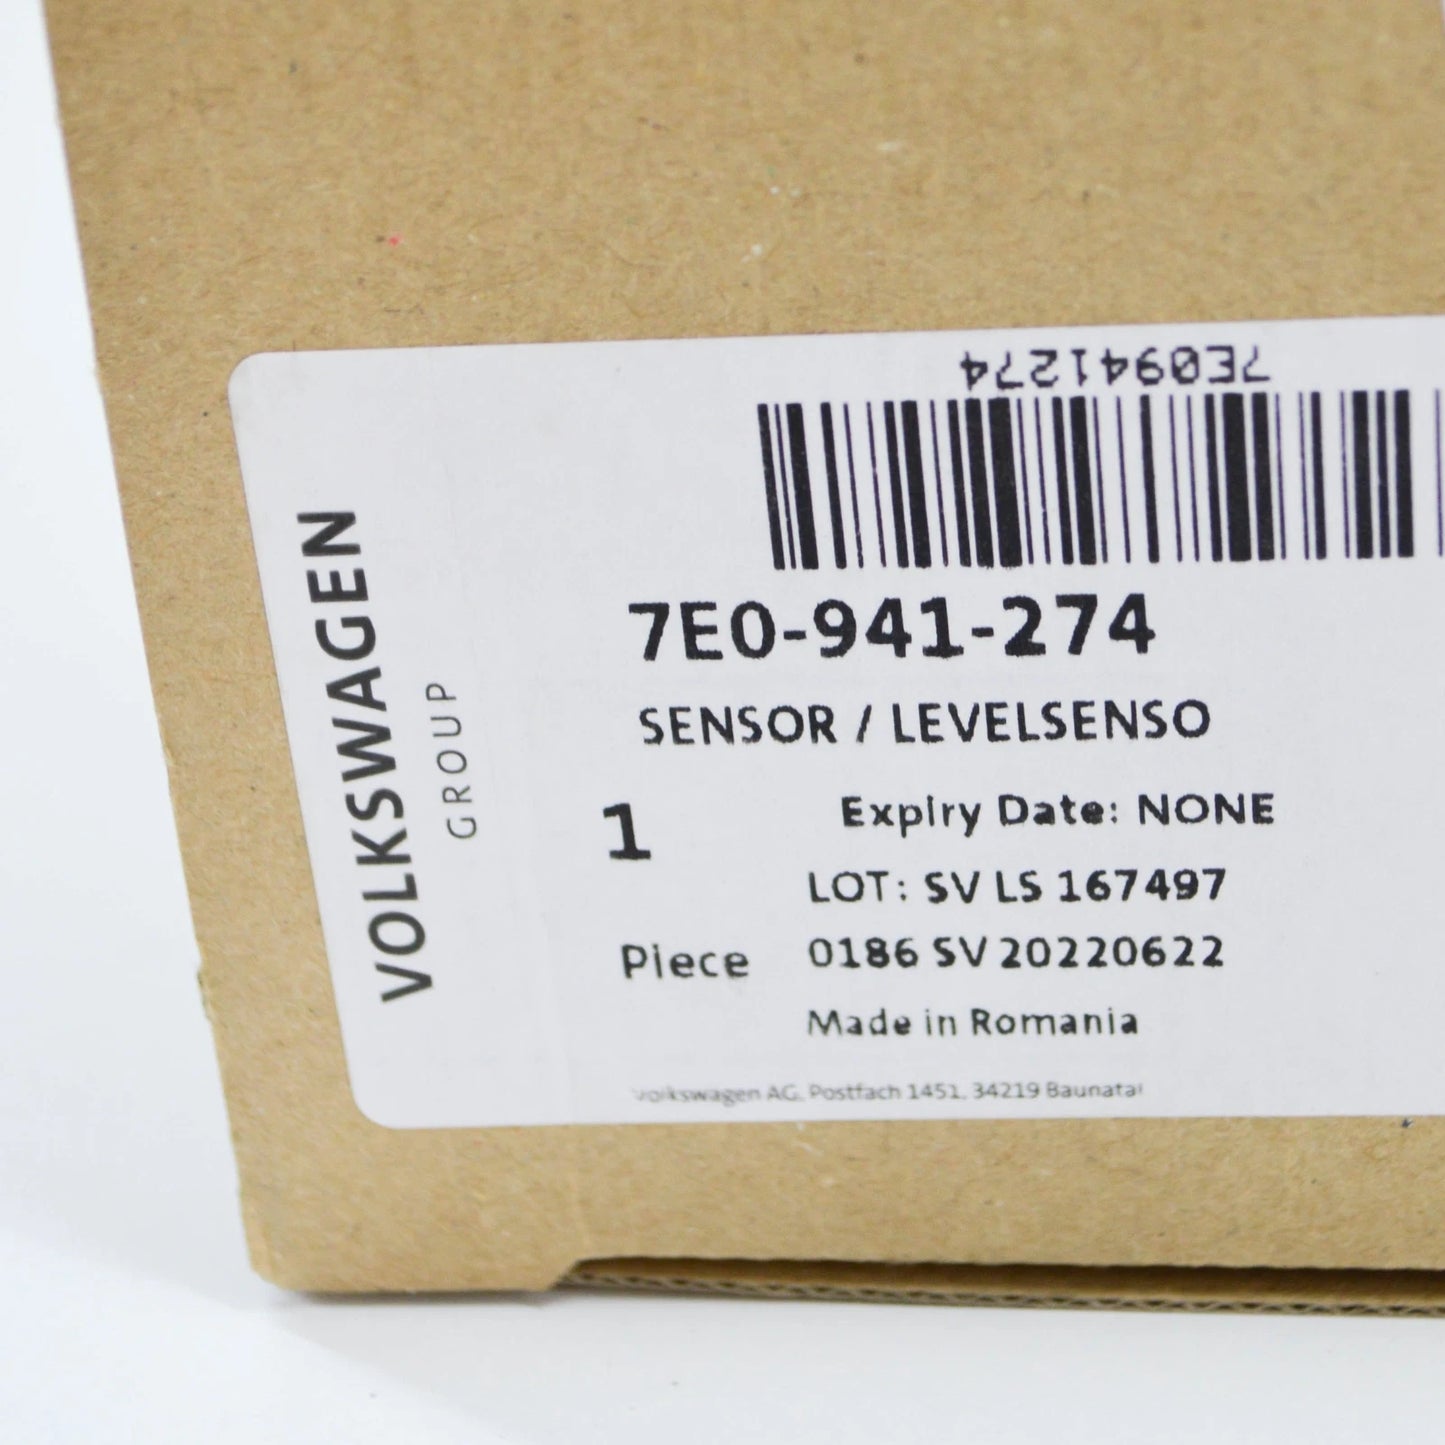 7E0941274
VOLKSWAGEN
GROUP
7E0-941-274
SENSOR / LEVELSENSO
1
Expiry Date: NONE
LOT: SV LS 167497
Piece
0186 SV 20220622
Made in Romania
Volkswagen AG, Postfach 1451, 34219 Baunatal